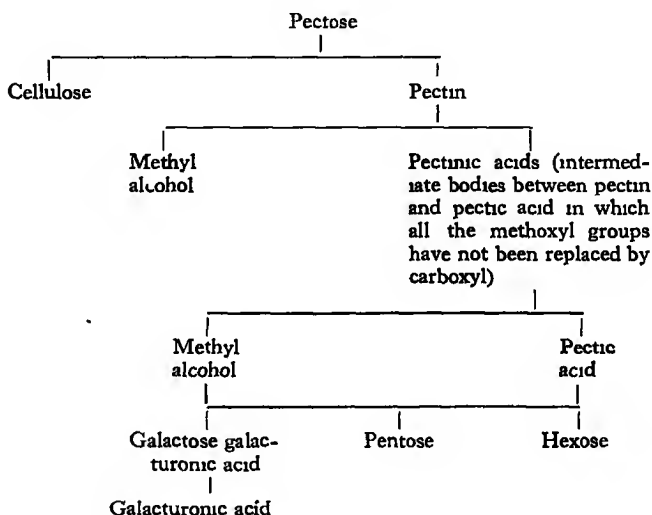 Pectose
Cellulose
Pectin
Methyl
alcohol
Pectinic acids (intermed-
iate bodies between pectin
and pectic acid in which
all the methoxyl groups
have not been replaced by
carboxyl)
Methyl
alcohol
Pectic
acid
Galactose galac-
turonic acid
Pentose
Hexose
Galacturonic acid